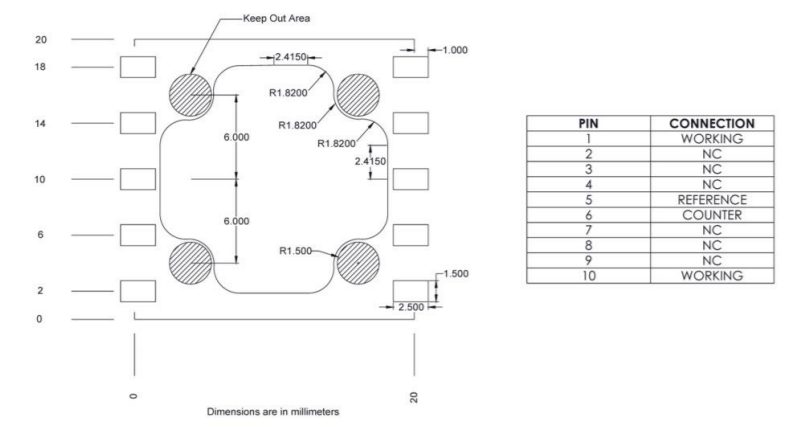 Keep Out Area
20
18
14
10
6
2
0
2.4150
1.000
R1.8200
R1.8200
R1.8200
6.000
2.4150
6.000
R1.500
1.500
2.500
0
20
Dimensions are in millimeters
PIN CONNECTION
1 WORKING
2 NC
3 NC
4 NC
5 REFERENCE
6 COUNTER
7 NC
8 NC
9 NC
10 WORKING